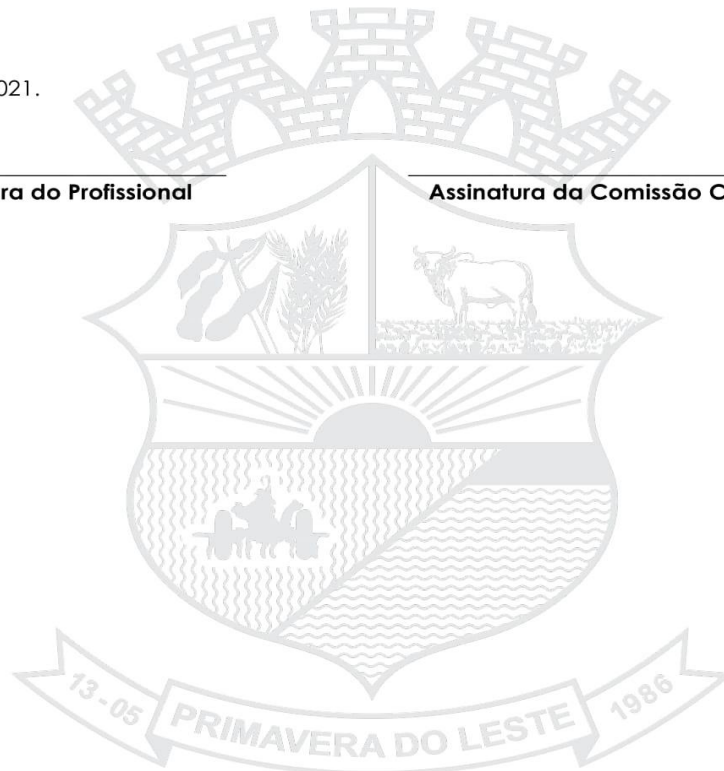 021.
ra do Profissional
Assinatura da Comissão C
13-05 PRIMAVERA DO LESTE 1986